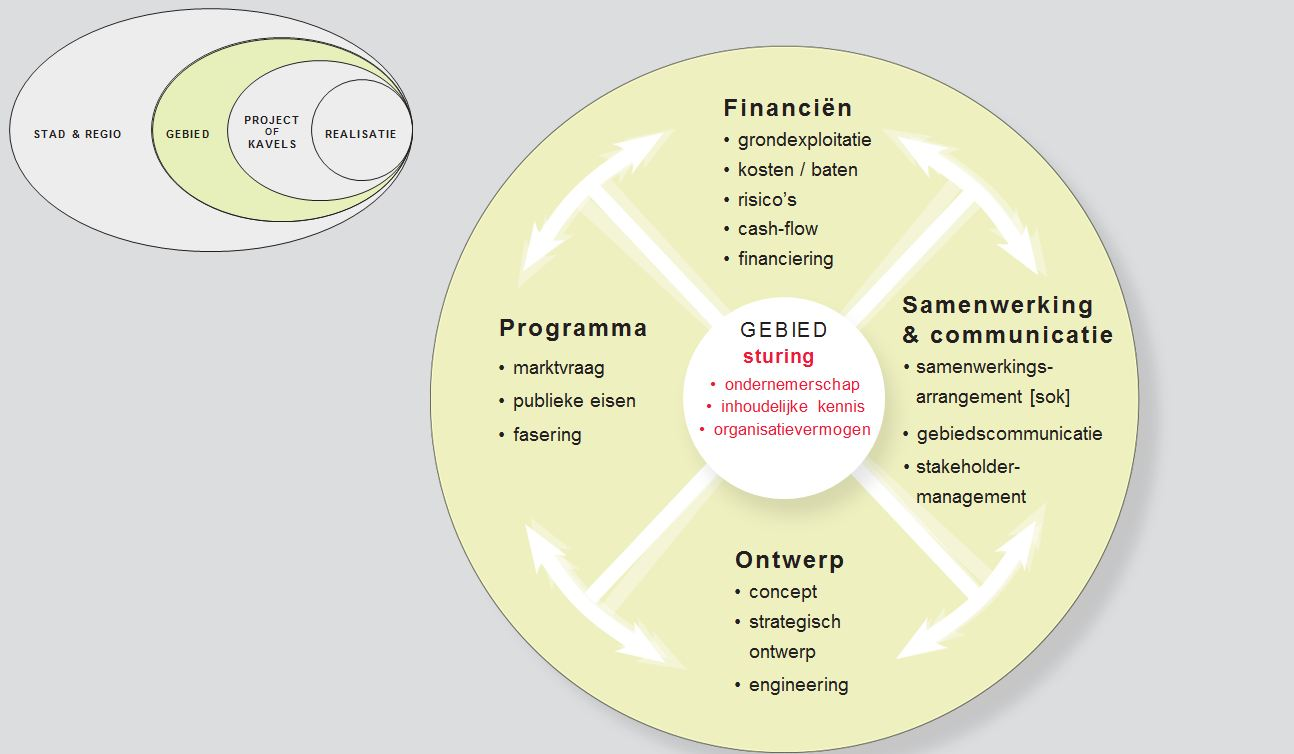 STAD & REGIO
GEBIED
PROJECT
OF
KAVELS
REALISATIE
Financiën
• grondexploitatie
• kosten / baten
• risico's
• cash-flow
• financiering
Programma
• marktvraag
• publieke eisen
• fasering
GEBIED
sturing
• ondernemerschap
• inhoudelijke kennis
• organisatievermogen
Samenwerking
& communicatie
• samenwerkings-
arrangement [sok]
• gebiedscommunicatie
• stakeholder-
management
Ontwerp
• concept
• strategisch
ontwerp
• engineering